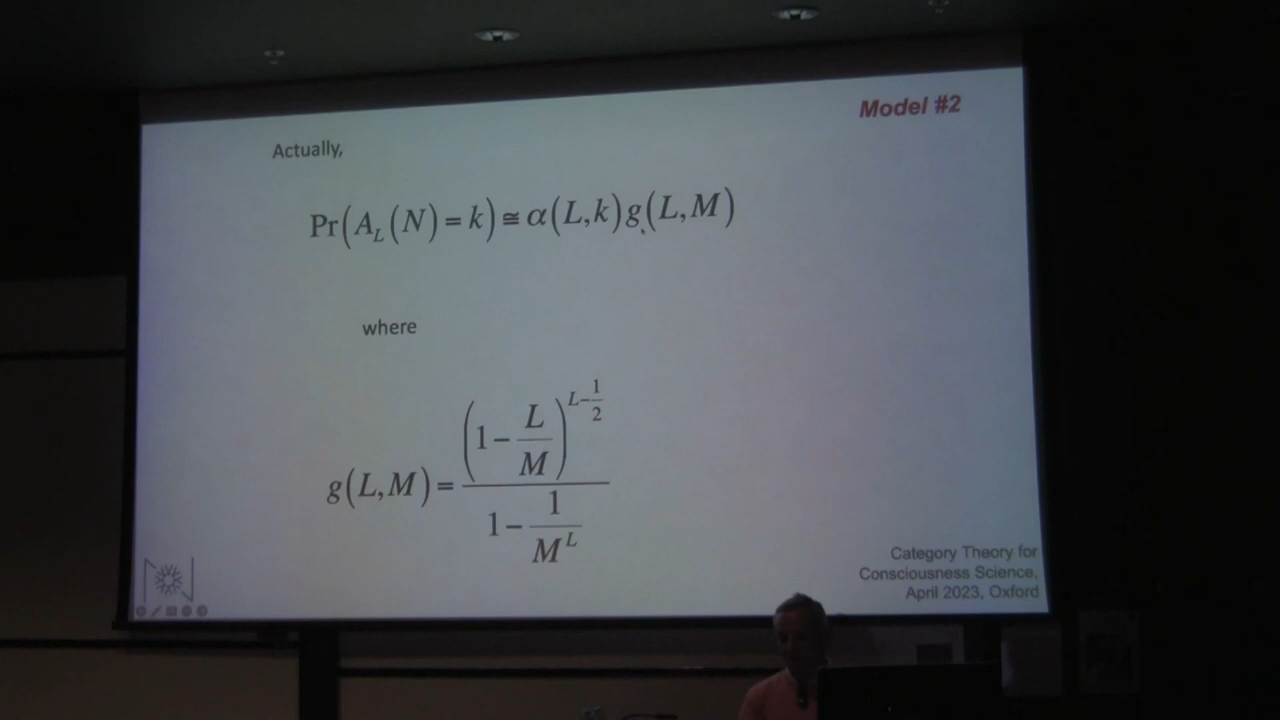 Model #2
Actually,
Pr(A_L(N) = k) ≅ α(L,k)g(L,M)
where
g(L,M) = (1 − L/M)^(L − 1/2) / (1 − 1/M^L)
Category Theory for
Consciousness Science,
April 2023, Oxford